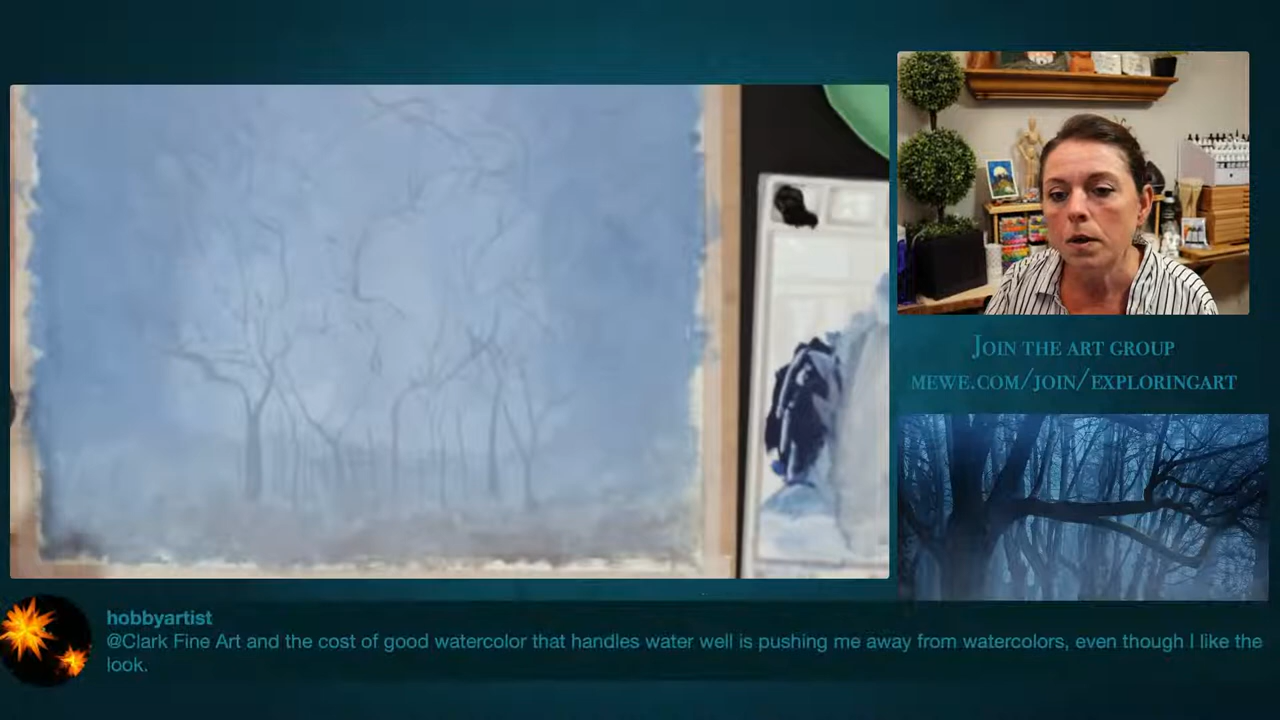 JOIN THE ART GROUP
MEWE.COM/JOIN/EXPLORINGART
hobbyartist
@Clark Fine Art and the cost of good watercolor that handles water well is pushing me away from watercolors, even though I like the
look.